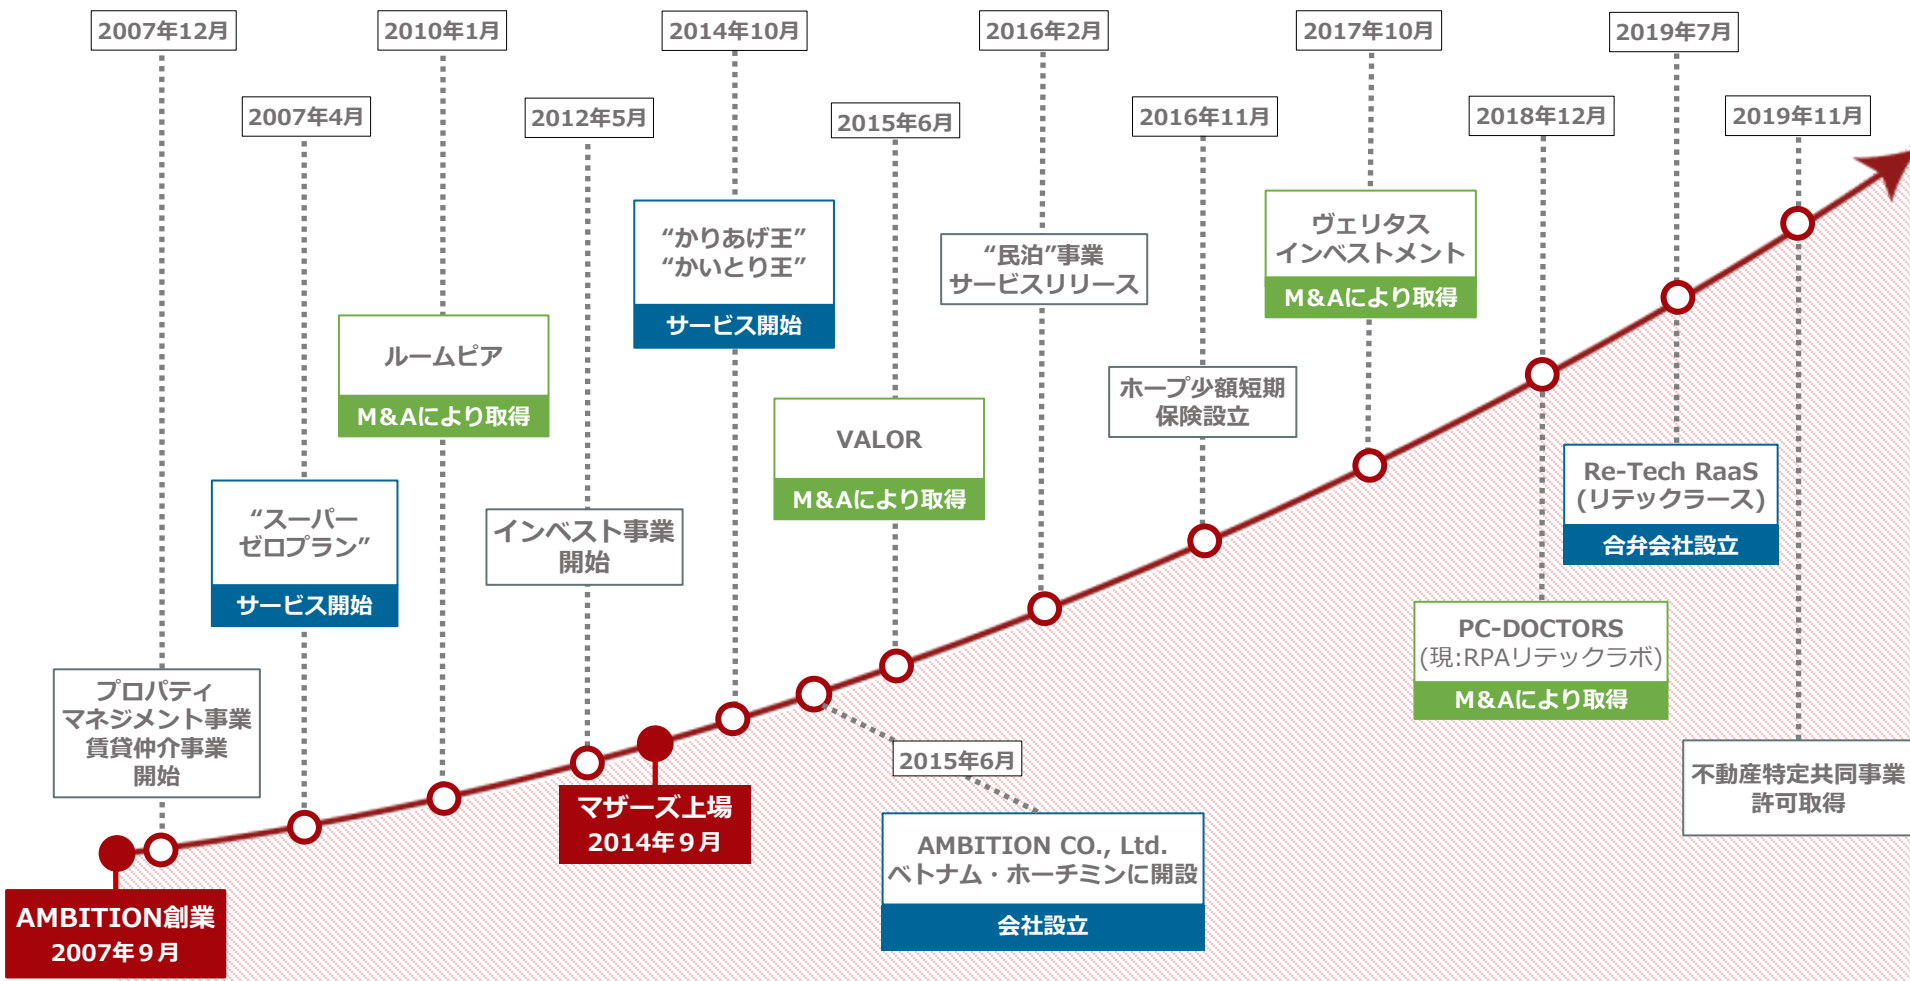 2007年12月
プロパティ
マネジメント事業
賃貸仲介事業
開始
2007年4月
“スーパー
ゼロプラン”
サービス開始
2010年1月
ルームピア
M&Aにより取得
2012年5月
インベスト事業
開始
2014年10月
“かりあげ王”
“かいとり王”
サービス開始
2015年6月
VALOR
M&Aにより取得
2016年2月
“民泊”事業
サービスリリース
2016年11月
ホープ少額短期
保険設立
2017年10月
ヴェリタス
インベストメント
M&Aにより取得
2018年12月
PC-DOCTORS
(現:RPAリテックラボ)
M&Aにより取得
2019年7月
Re-Tech RaaS
(リテックラース)
合弁会社設立
2019年11月
不動産特定共同事業
許可取得
AMBITION創業
2007年９月
マザーズ上場
2014年９月
2015年6月
AMBITION CO., Ltd.
ベトナム・ホーチミンに開設
会社設立